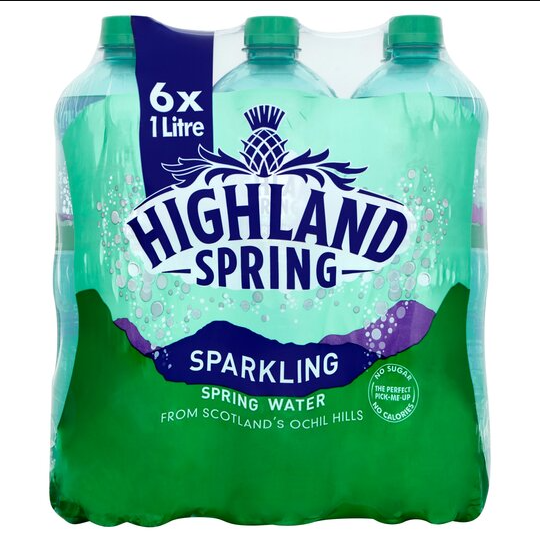 6x
1 Litre
HIGHLAND
SPRING
SPARKLING
SPRING WATER
FROM SCOTLAND'S OCHIL HILLS
NO SUGAR
THE PERFECT
PICK-ME-UP
NO CALORIES